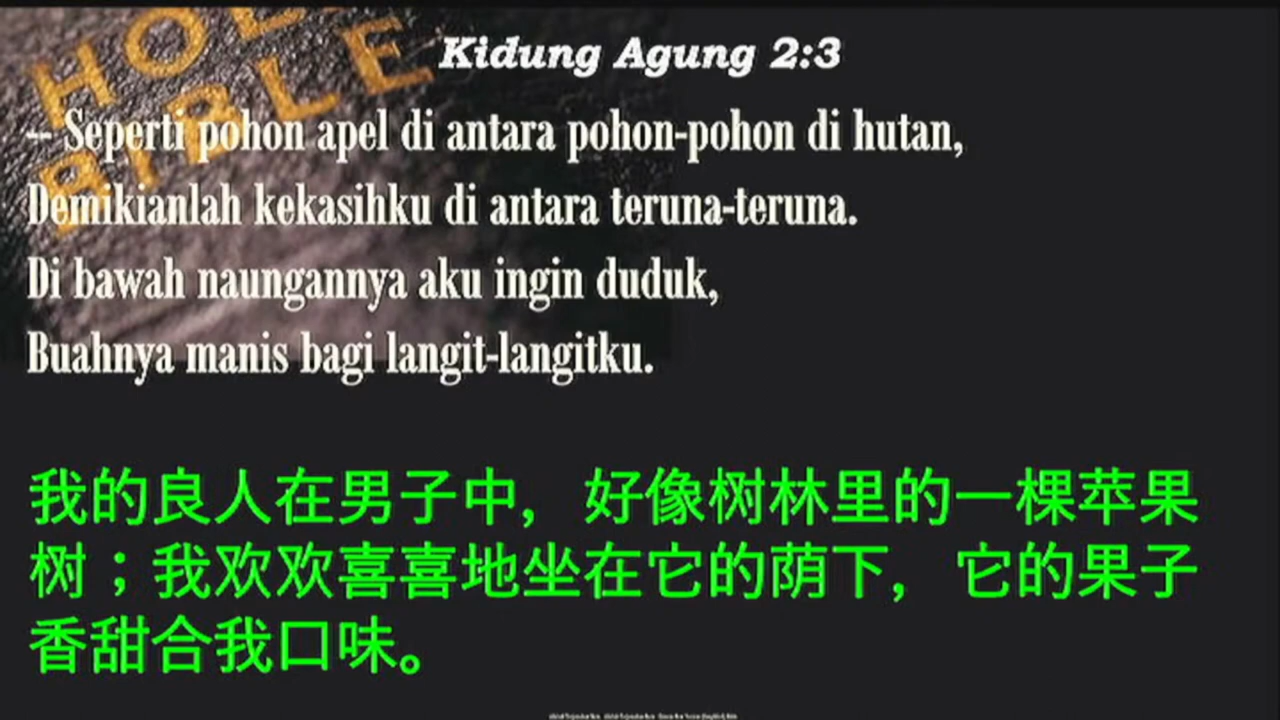 HOLY
BIBLE
Kidung Agung 2:3
-- Seperti pohon apel di antara pohon-pohon di hutan,
Demikianlah kekasihku di antara teruna-teruna.
Di bawah naungannya aku ingin duduk,
Buahnya manis bagi langit-langitku.
我的良人在男子中，好像树林里的一棵苹果
树；我欢欢喜喜地坐在它的荫下，它的果子
香甜合我口味。